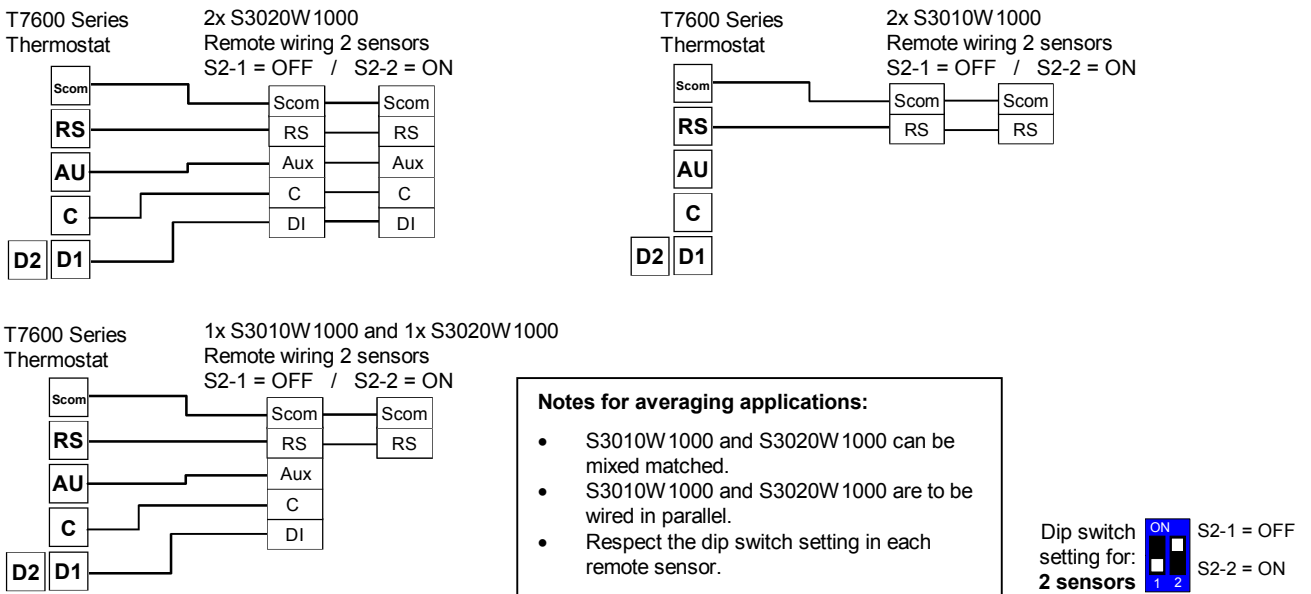 T7600 Series
Thermostat
2x S3020W1000
Remote wiring 2 sensors
S2-1 = OFF / S2-2 = ON
Scom
RS
AU
C
D2 D1
Scom Scom
RS RS
Aux Aux
C C
DI DI
T7600 Series
Thermostat
2x S3010W1000
Remote wiring 2 sensors
S2-1 = OFF / S2-2 = ON
Scom
RS
AU
C
D2 D1
Scom Scom
RS RS
T7600 Series
Thermostat
1x S3010W1000 and 1x S3020W1000
Remote wiring 2 sensors
S2-1 = OFF / S2-2 = ON
Scom
RS
AU
C
D2 D1
Scom Scom
RS RS
Aux
C
DI
Notes for averaging applications:
• S3010W1000 and S3020W1000 can be
mixed matched.
• S3010W1000 and S3020W1000 are to be
wired in parallel.
• Respect the dip switch setting in each
remote sensor.
Dip switch
setting for:
2 sensors
ON
1 2
S2-1 = OFF
S2-2 = ON